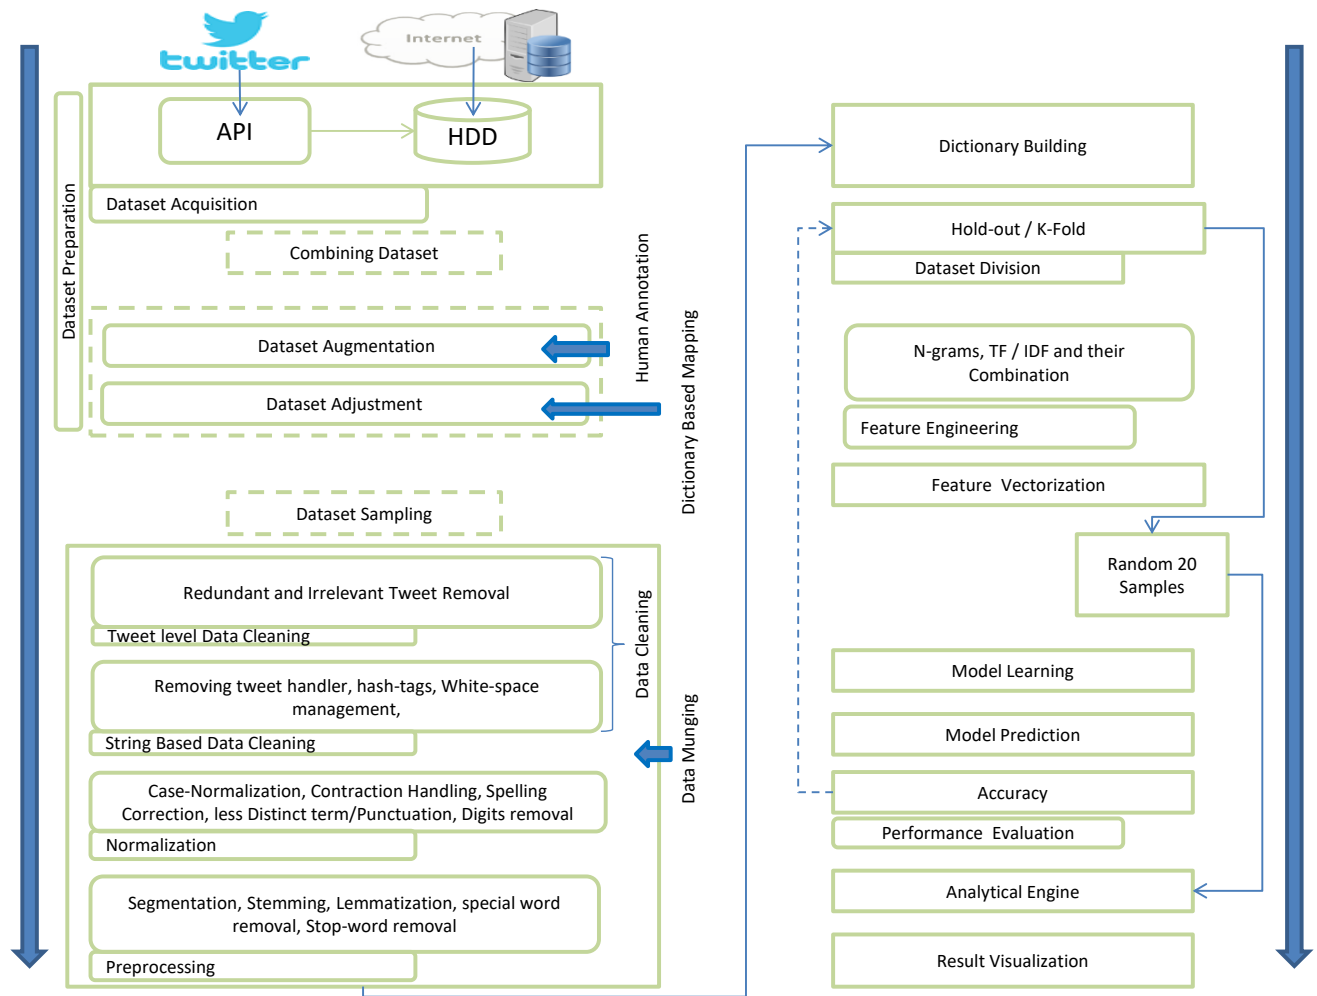 twitter
Internet
API
HDD
Dataset Acquisition
Dataset Preparation
Combining Dataset
Human Annotation
Dataset Augmentation
Dataset Adjustment
Dictionary Based Mapping
Dataset Sampling
Redundant and Irrelevant Tweet Removal
Tweet level Data Cleaning
Data Cleaning
Removing tweet handler, hash-tags, White-space
management,
String Based Data Cleaning
Data Munging
Case-Normalization, Contraction Handling, Spelling
Correction, less Distinct term/Punctuation, Digits removal
Normalization
Segmentation, Stemming, Lemmatization, special word
removal, Stop-word removal
Preprocessing
Dictionary Building
Hold-out / K-Fold
Dataset Division
N-grams, TF / IDF and their
Combination
Feature Engineering
Feature Vectorization
Random 20
Samples
Model Learning
Model Prediction
Accuracy
Performance Evaluation
Analytical Engine
Result Visualization